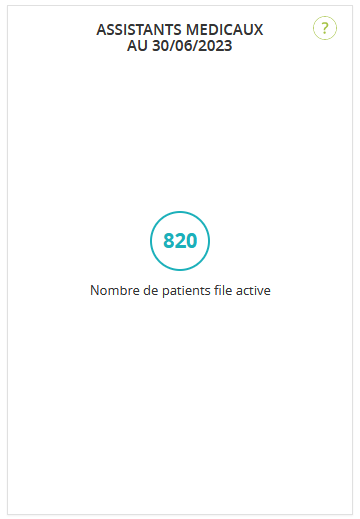 ASSISTANTS MEDICAUX
AU 30/06/2023
?
820
Nombre de patients file active